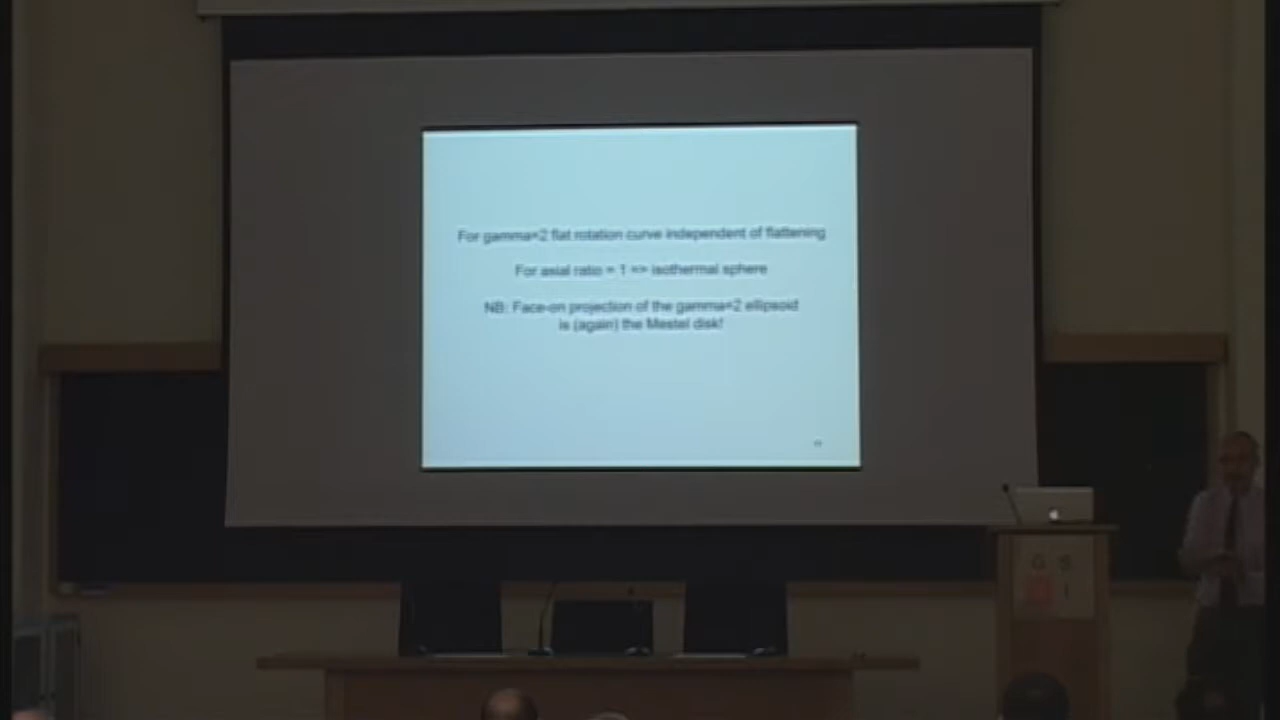 For gamma=2 flat rotation curve independent of flattening
For axial ratio = 1 => isothermal sphere
NB: Face-on projection of the gamma=2 ellipsoid
is (again) the Mestel disk!
G S
I